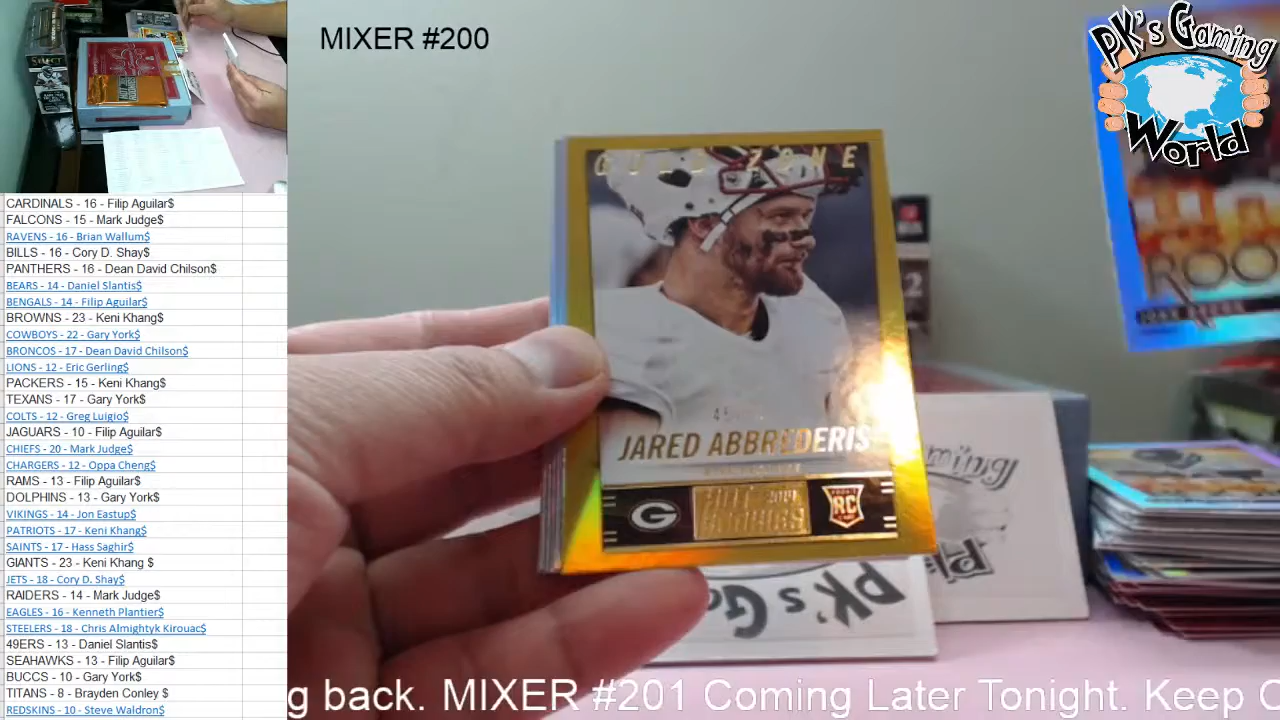 MIXER #200
PK's Gaming
World
CARDINALS - 16 - Filip Aguilar$
FALCONS - 15 - Mark Judge$
RAVENS - 16 - Brian Wallum$
BILLS - 16 - Cory D. Shay$
PANTHERS - 16 - Dean David Chilson$
BEARS - 14 - Daniel Slantis$
BENGALS - 14 - Filip Aguilar$
BROWNS - 23 - Keni Khang$
COWBOYS - 22 - Gary York$
BRONCOS - 17 - Dean David Chilson$
LIONS - 12 - Eric Gerling$
PACKERS - 15 - Keni Khang$
TEXANS - 17 - Gary York$
COLTS - 12 - Greg Luigio$
JAGUARS - 10 - Filip Aguilar$
CHIEFS - 20 - Mark Judge$
CHARGERS - 12 - Oppa Cheng$
RAMS - 13 - Filip Aguilar$
DOLPHINS - 13 - Gary York$
VIKINGS - 14 - Jon Eastup$
PATRIOTS - 17 - Keni Khang$
SAINTS - 17 - Hass Saghir$
GIANTS - 23 - Keni Khang $
JETS - 18 - Cory D. Shay$
RAIDERS - 14 - Mark Judge$
EAGLES - 16 - Kenneth Plantier$
STEELERS - 18 - Chris Almightyk Kirouac$
49ERS - 13 - Daniel Slantis$
SEAHAWKS - 13 - Filip Aguilar$
BUCCS - 10 - Gary York$
TITANS - 8 - Brayden Conley $
REDSKINS - 10 - Steve Waldron$
GOLD ZONE
JARED ABBREDERIS
G
RC
PK's Go
g back. MIXER #201 Coming Later Tonight. Keep C